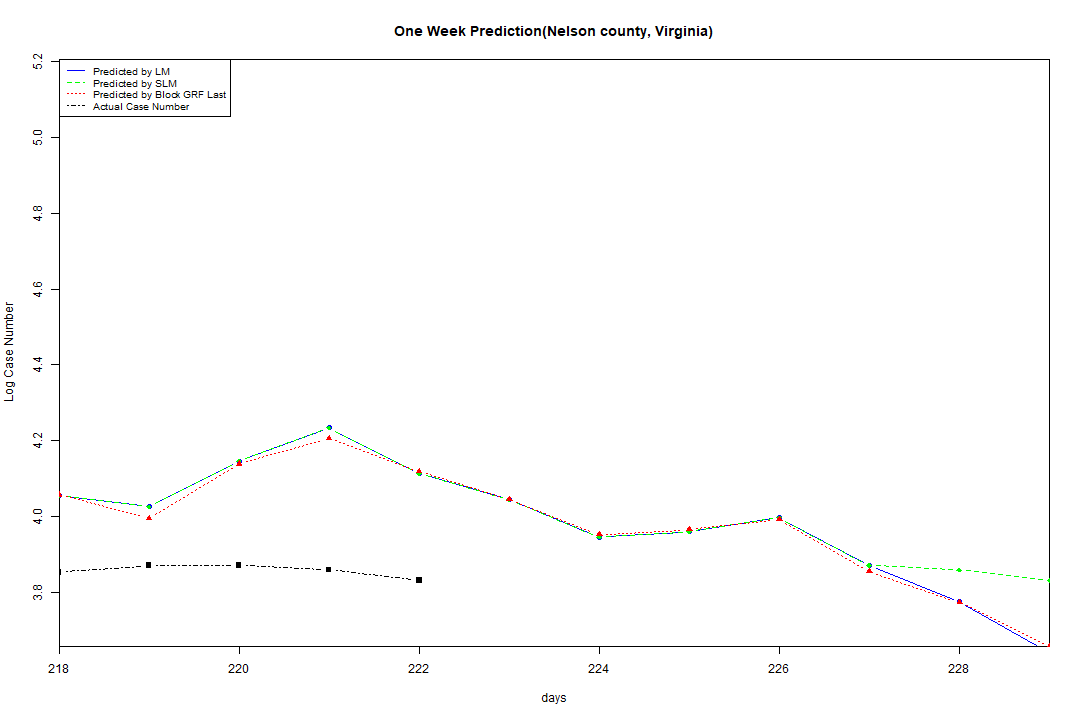 One Week Prediction(Nelson county, Virginia)
Predicted by LM
Predicted by SLM
Predicted by Block GRF Last
Actual Case Number
5.2
5.0
4.8
4.6
4.4
4.2
4.0
3.8
Log Case Number
218 220 222 224 226 228
days